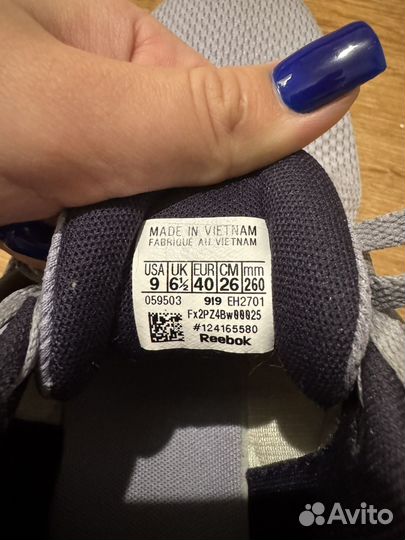 MADE IN VIETNAM
FABRIQUÉ AU VIETNAM
USA UK EUR CM mm
9 6½ 40 26 260
059503 919 EH2701
Fx2PZ4Bw00025
#124165580
Reebok
Avito